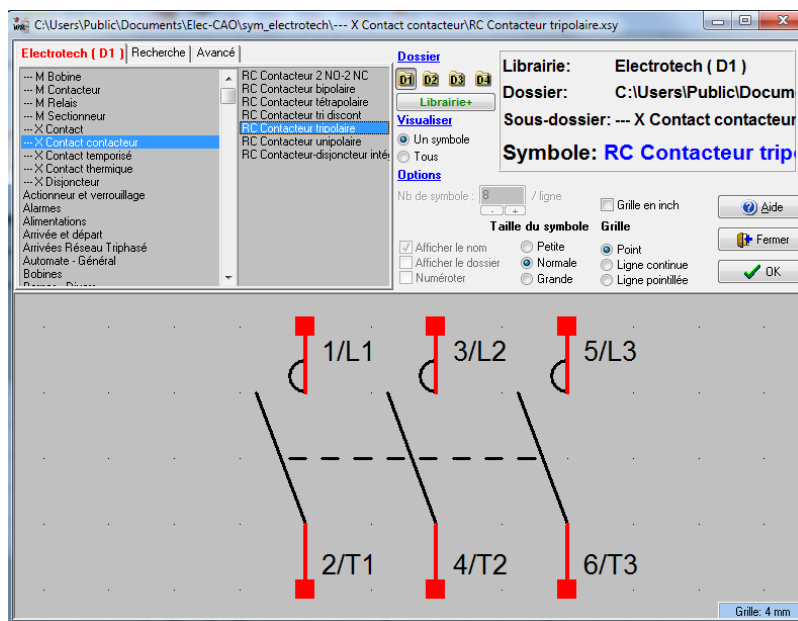 C:\Users\Public\Documents\Elec-CAO\sym_electrotech\--- X Contact contacteur\RC Contacteur tripolaire.xsy
Electrotech ( D1 )
Recherche
Avancé
--- M Bobine
--- M Contacteur
--- M Relais
--- M Sectionneur
--- X Contact
--- X Contact contacteur
--- X Contact temporisé
--- X Contact thermique
--- X Disjoncteur
Actionneur et verrouillage
Alarmes
Alimentations
Arrivée et départ
Arrivées Réseau Triphasé
Automate - Général
Bobines
RC Contacteur 2 NO-2 NC
RC Contacteur bipolaire
RC Contacteur tétrapolaire
RC Contacteur tri discont
RC Contacteur tripolaire
RC Contacteur unipolaire
RC Contacteur-disjoncteur inté
Dossier
D1 D2 D3 D4
Librairie+
Visualiser
Un symbole
Tous
Options
Nb de symbole : 8 / ligne
- +
Afficher le nom
Afficher le dossier
Numéroter
Taille du symbole
Petite
Normale
Grande
Grille en inch
Grille
Point
Ligne continue
Ligne pointillée
Librairie: Electrotech ( D1 )
Dossier: C:\Users\Public\Docum
Sous-dossier: --- X Contact contacteur
Symbole: RC Contacteur trip
Aide
Fermer
OK
1/L1 3/L2 5/L3
2/T1 4/T2 6/T3
Grille: 4 mm